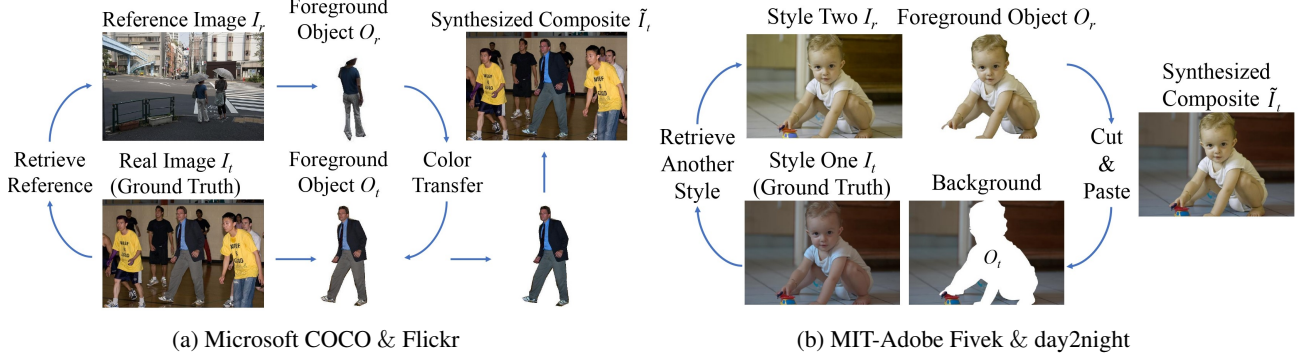 Reference Image I_r
Foreground
Object O_r
Synthesized Composite Ĩ_t
Retrieve
Reference
Real Image I_t
(Ground Truth)
Foreground
Object O_t
Color
Transfer
(a) Microsoft COCO & Flickr
Style Two I_r
Foreground Object O_r
Retrieve
Another
Style
Style One I_t
(Ground Truth)
Background
O_t
Cut
&
Paste
Synthesized
Composite Ĩ_t
(b) MIT-Adobe Fivek & day2night